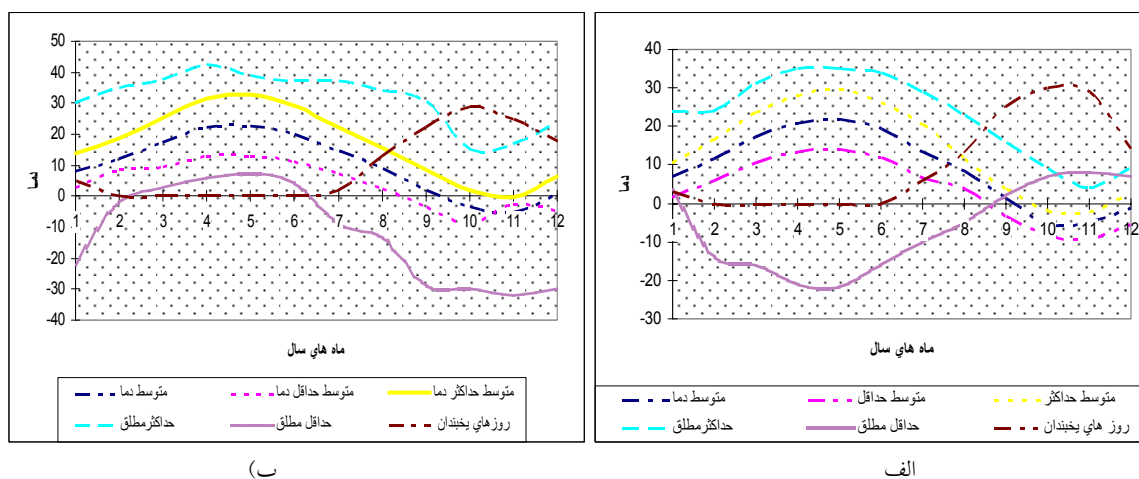 50
40
30
20
10
0
-10
-20
-30
-40
1 2 3 4 5 6 7 8 9 10 11 12
دما
ماه هاي سال
متوسط دما
متوسط حداقل دما
متوسط حداكثر دما
حداكثرمطلق
حداقل مطلق
روزهاي يخبندان
ب)
40
30
20
10
0
-10
-20
-30
1 2 3 4 5 6 7 8 9 10 11 12
دما
ماه هاي سال
متوسط دما
متوسط حداقل
متوسط حداكثر
حداكثرمطلق
حداقل مطلق
روز هاي يخبندان
الف